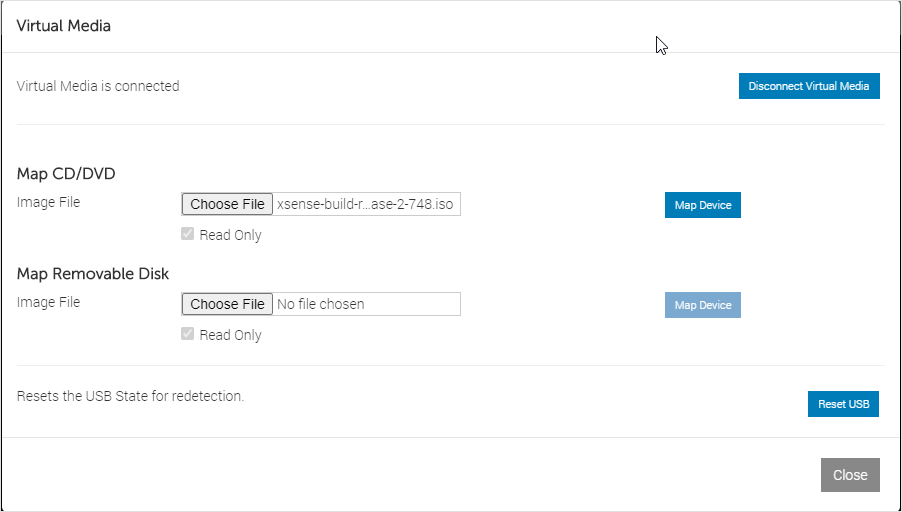 Virtual Media
Virtual Media is connected
Disconnect Virtual Media
Map CD/DVD
Image File
Choose File xsense-build-r...ase-2-748.iso
Map Device
Read Only
Map Removable Disk
Image File
Choose File No file chosen
Map Device
Read Only
Resets the USB State for redetection.
Reset USB
Close